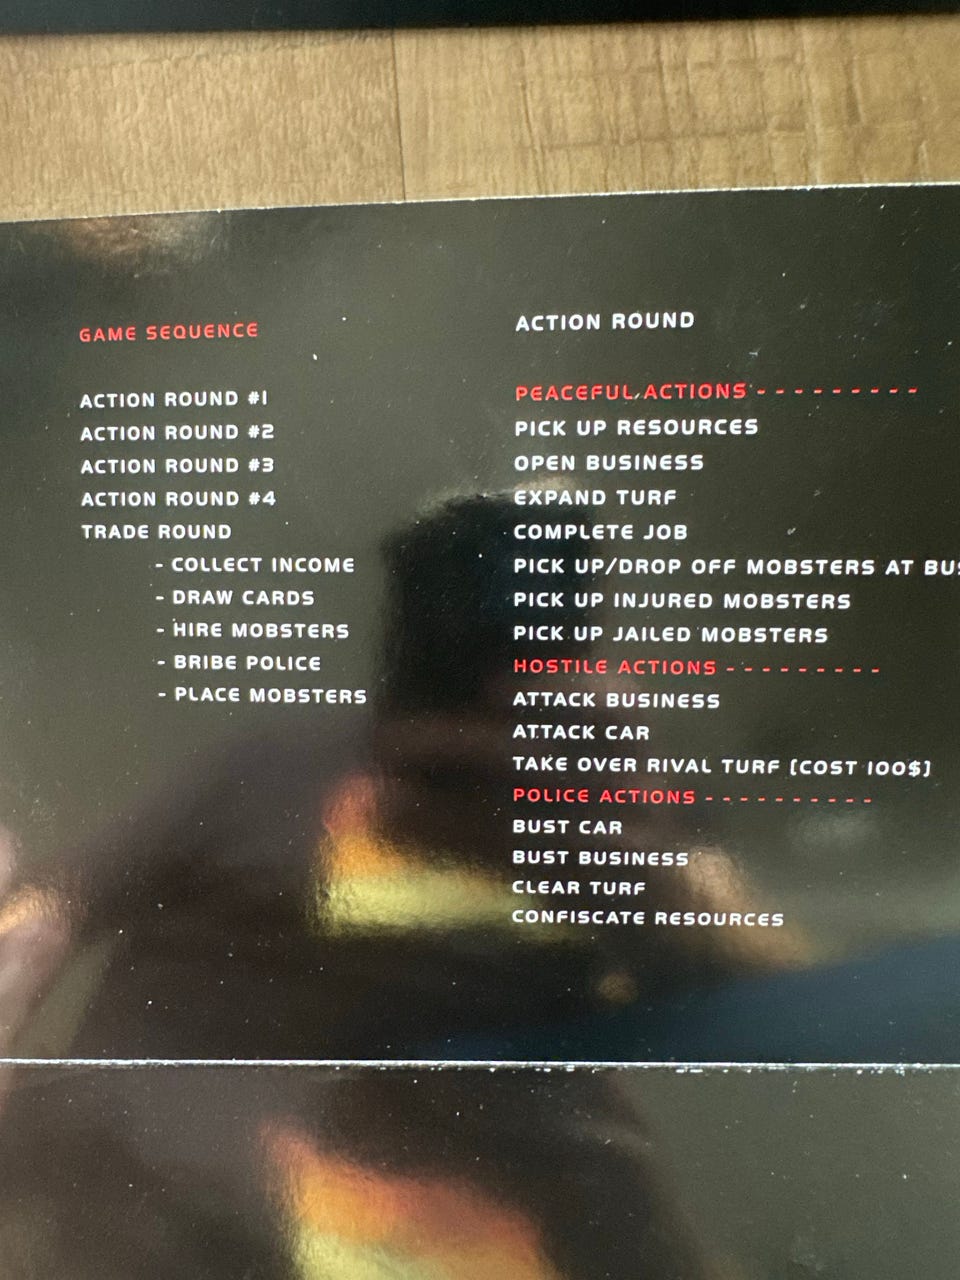 GAME SEQUENCE
ACTION ROUND #1
ACTION ROUND #2
ACTION ROUND #3
ACTION ROUND #4
TRADE ROUND
- COLLECT INCOME
- DRAW CARDS
- HIRE MOBSTERS
- BRIBE POLICE
- PLACE MOBSTERS
ACTION ROUND
PEACEFUL ACTIONS - - - - - - - - -
PICK UP RESOURCES
OPEN BUSINESS
EXPAND TURF
COMPLETE JOB
PICK UP/DROP OFF MOBSTERS AT
PICK UP INJURED MOBSTERS
PICK UP JAILED MOBSTERS
HOSTILE ACTIONS - - - - - - - - -
ATTACK BUSINESS
ATTACK CAR
TAKE OVER RIVAL TURF (COST 100$)
POLICE ACTIONS - - - - - - - - - -
BUST CAR
BUST BUSINESS
CLEAR TURF
CONFISCATE RESOURCES